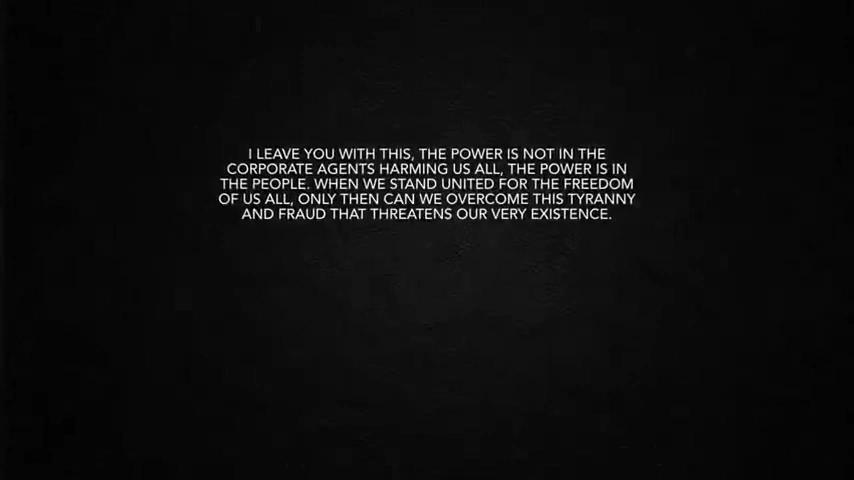 I LEAVE YOU WITH THIS, THE POWER IS NOT IN THE
CORPORATE AGENTS HARMING US ALL, THE POWER IS IN
THE PEOPLE. WHEN WE STAND UNITED FOR THE FREEDOM
OF US ALL, ONLY THEN CAN WE OVERCOME THIS TYRANNY
AND FRAUD THAT THREATENS OUR VERY EXISTENCE.